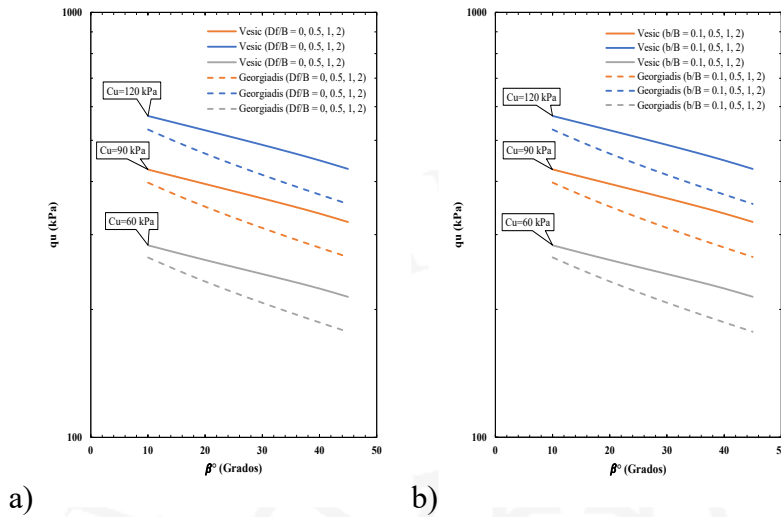 1000
Vesic (Df/B = 0, 0.5, 1, 2)
Vesic (Df/B = 0, 0.5, 1, 2)
Vesic (Df/B = 0, 0.5, 1, 2)
Georgiadis (Df/B = 0, 0.5, 1, 2)
Georgiadis (Df/B = 0, 0.5, 1, 2)
Georgiadis (Df/B = 0, 0.5, 1, 2)
Cu=120 kPa
Cu=90 kPa
Cu=60 kPa
qu (kPa)
100
0 10 20 30 40 50
β° (Grados)
a)
1000
Vesic (b/B = 0.1, 0.5, 1, 2)
Vesic (b/B = 0.1, 0.5, 1, 2)
Vesic (b/B = 0.1, 0.5, 1, 2)
Georgiadis (b/B = 0.1, 0.5, 1, 2)
Georgiadis (b/B = 0.1, 0.5, 1, 2)
Georgiadis (b/B = 0.1, 0.5, 1, 2)
Cu=120 kPa
Cu=90 kPa
Cu=60 kPa
qu (kPa)
100
0 10 20 30 40 50
β° (Grados)
b)